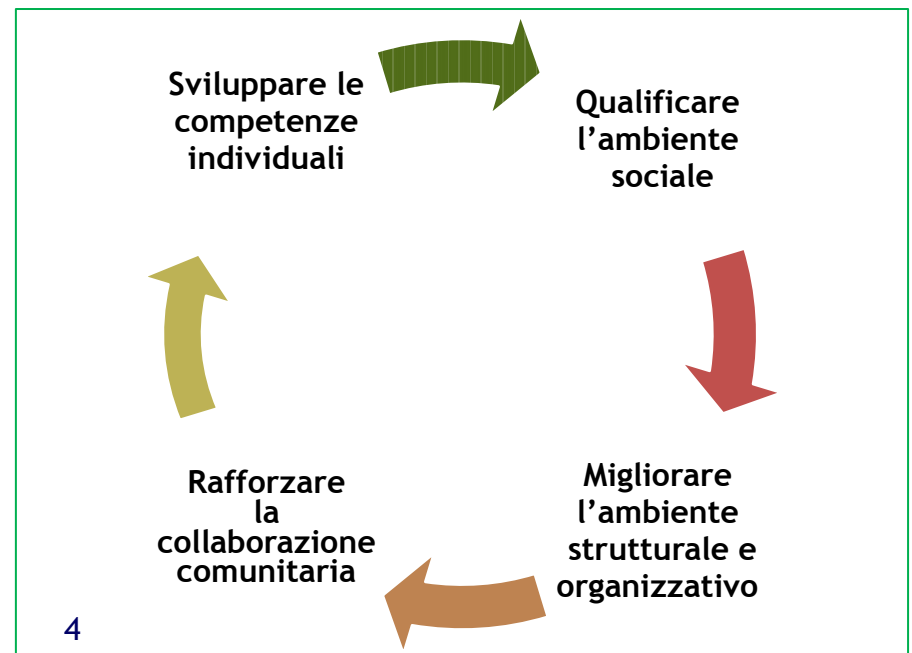 Sviluppare le
competenze
individuali
Qualificare
l’ambiente
sociale
Migliorare
l’ambiente
strutturale e
organizzativo
Rafforzare
la
collaborazione
comunitaria
4